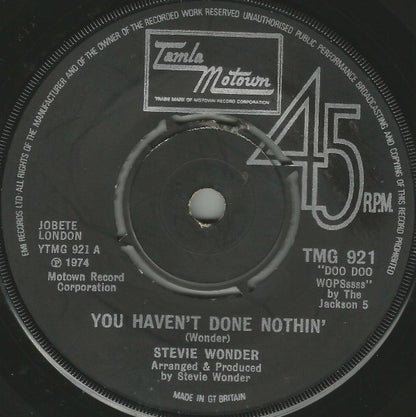 EMI RECORDS LTD ALL RIGHTS OF THE MANUFACTURER AND OF THE OWNER OF THE RECORDED WORK RESERVED UNAUTHORISED PUBLIC PERFORMANCE BROADCASTING AND COPYING OF THIS RECORD PROHIBITED
Tamla
Motown
TRADE MARK OF MOTOWN RECORD CORPORATION
45
R.P.M.
JOBETE
LONDON
YTMG 921 A
℗ 1974
Motown Record
Corporation
TMG 921
"DOO DOO
WOPSssss"
by The
Jackson 5
YOU HAVEN'T DONE NOTHIN'
(Wonder)
STEVIE WONDER
Arranged & Produced
by Stevie Wonder
MADE IN GT BRITAIN